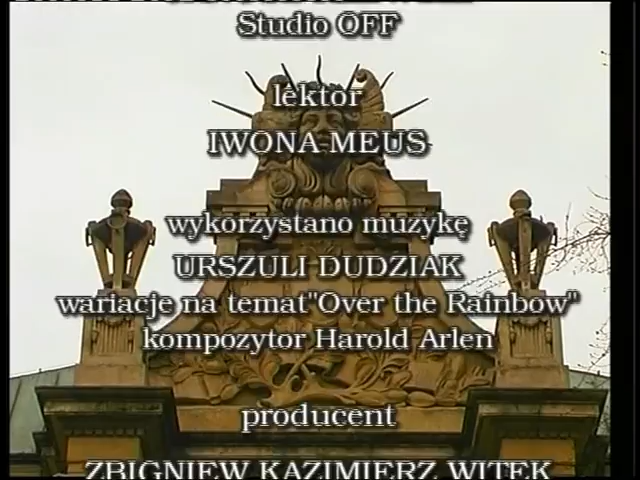 Studio OFF
lektor
IWONA MEUS
wykorzystano muzykę
URSZULI DUDZIAK
wariacje na temat"Over the Rainbow"
kompozytor Harold Arlen
producent
ZBIGNIEW KAZIMIERZ WITEK